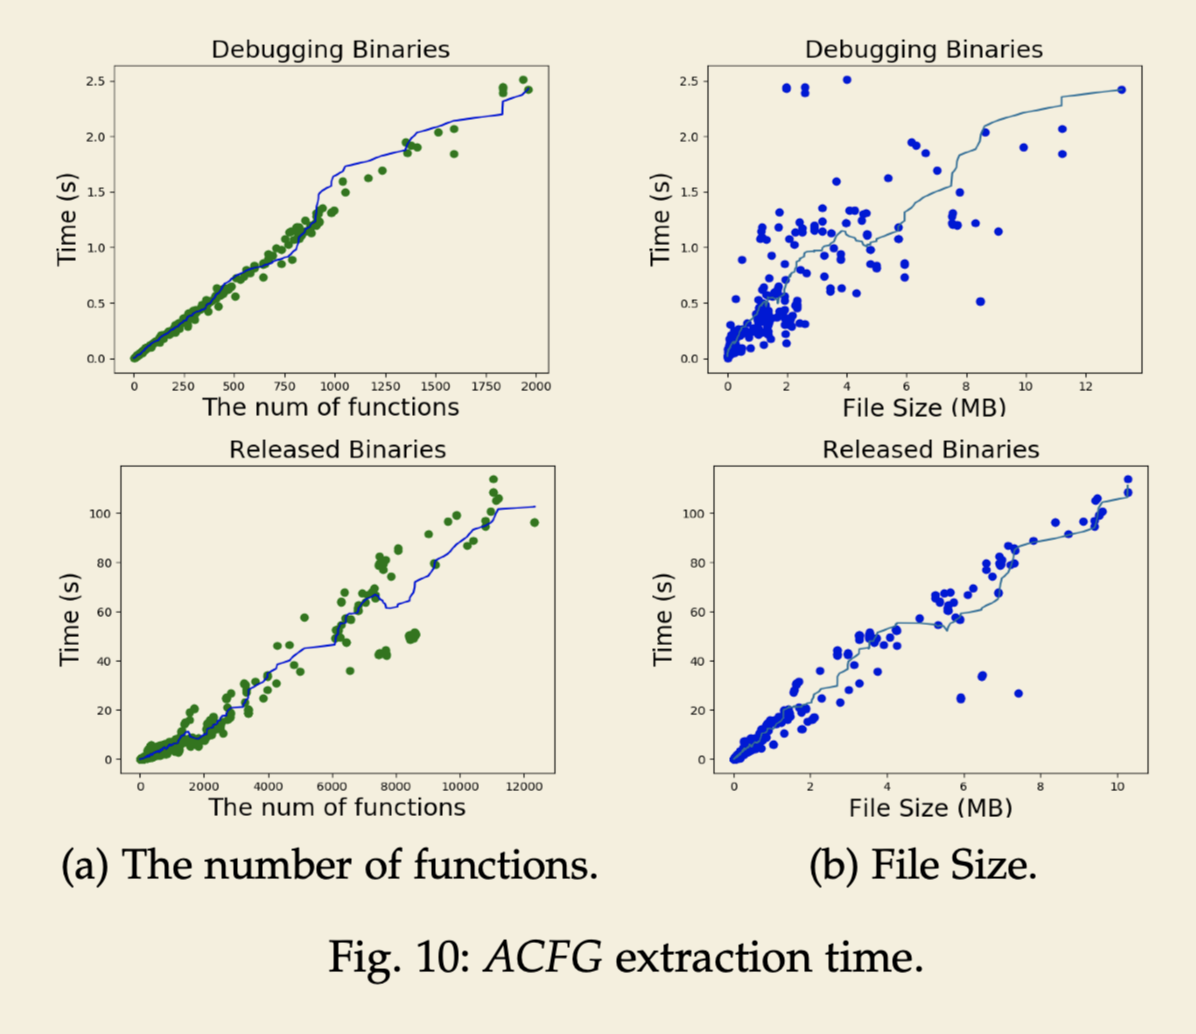 Debugging Binaries
2.5
2.0
1.5
1.0
0.5
0.0
Time (s)
0 250 500 750 1000 1250 1500 1750 2000
The num of functions
Debugging Binaries
2.5
2.0
1.5
1.0
0.5
0.0
Time (s)
0 2 4 6 8 10 12
File Size (MB)
Released Binaries
100
80
60
40
20
0
Time (s)
0 2000 4000 6000 8000 10000 12000
The num of functions
Released Binaries
100
80
60
40
20
0
Time (s)
0 2 4 6 8 10
File Size (MB)
(a) The number of functions.
(b) File Size.
Fig. 10: ACFG extraction time.